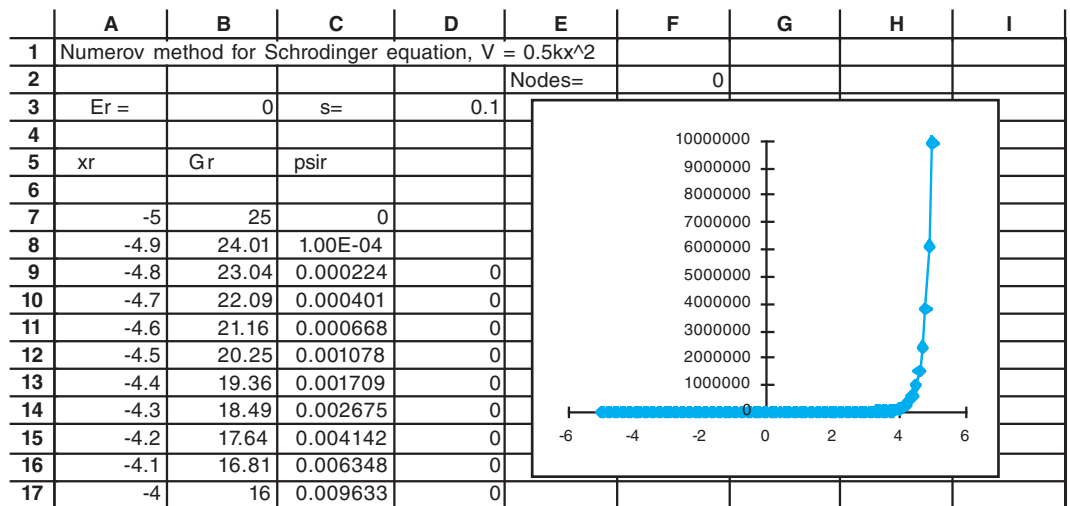 A B C D E F G H I
1 Numerov method for Schrodinger equation, V = 0.5kx^2
2 Nodes= 0
3 Er = 0 s= 0.1
4
5 xr Gr psir
6
7 -5 25 0
8 -4.9 24.01 1.00E-04
9 -4.8 23.04 0.000224 0
10 -4.7 22.09 0.000401 0
11 -4.6 21.16 0.000668 0
12 -4.5 20.25 0.001078 0
13 -4.4 19.36 0.001709 0
14 -4.3 18.49 0.002675 0
15 -4.2 17.64 0.004142 0
16 -4.1 16.81 0.006348 0
17 -4 16 0.009633 0
10000000
9000000
8000000
7000000
6000000
5000000
4000000
3000000
2000000
1000000
0
-6 -4 -2 0 2 4 6